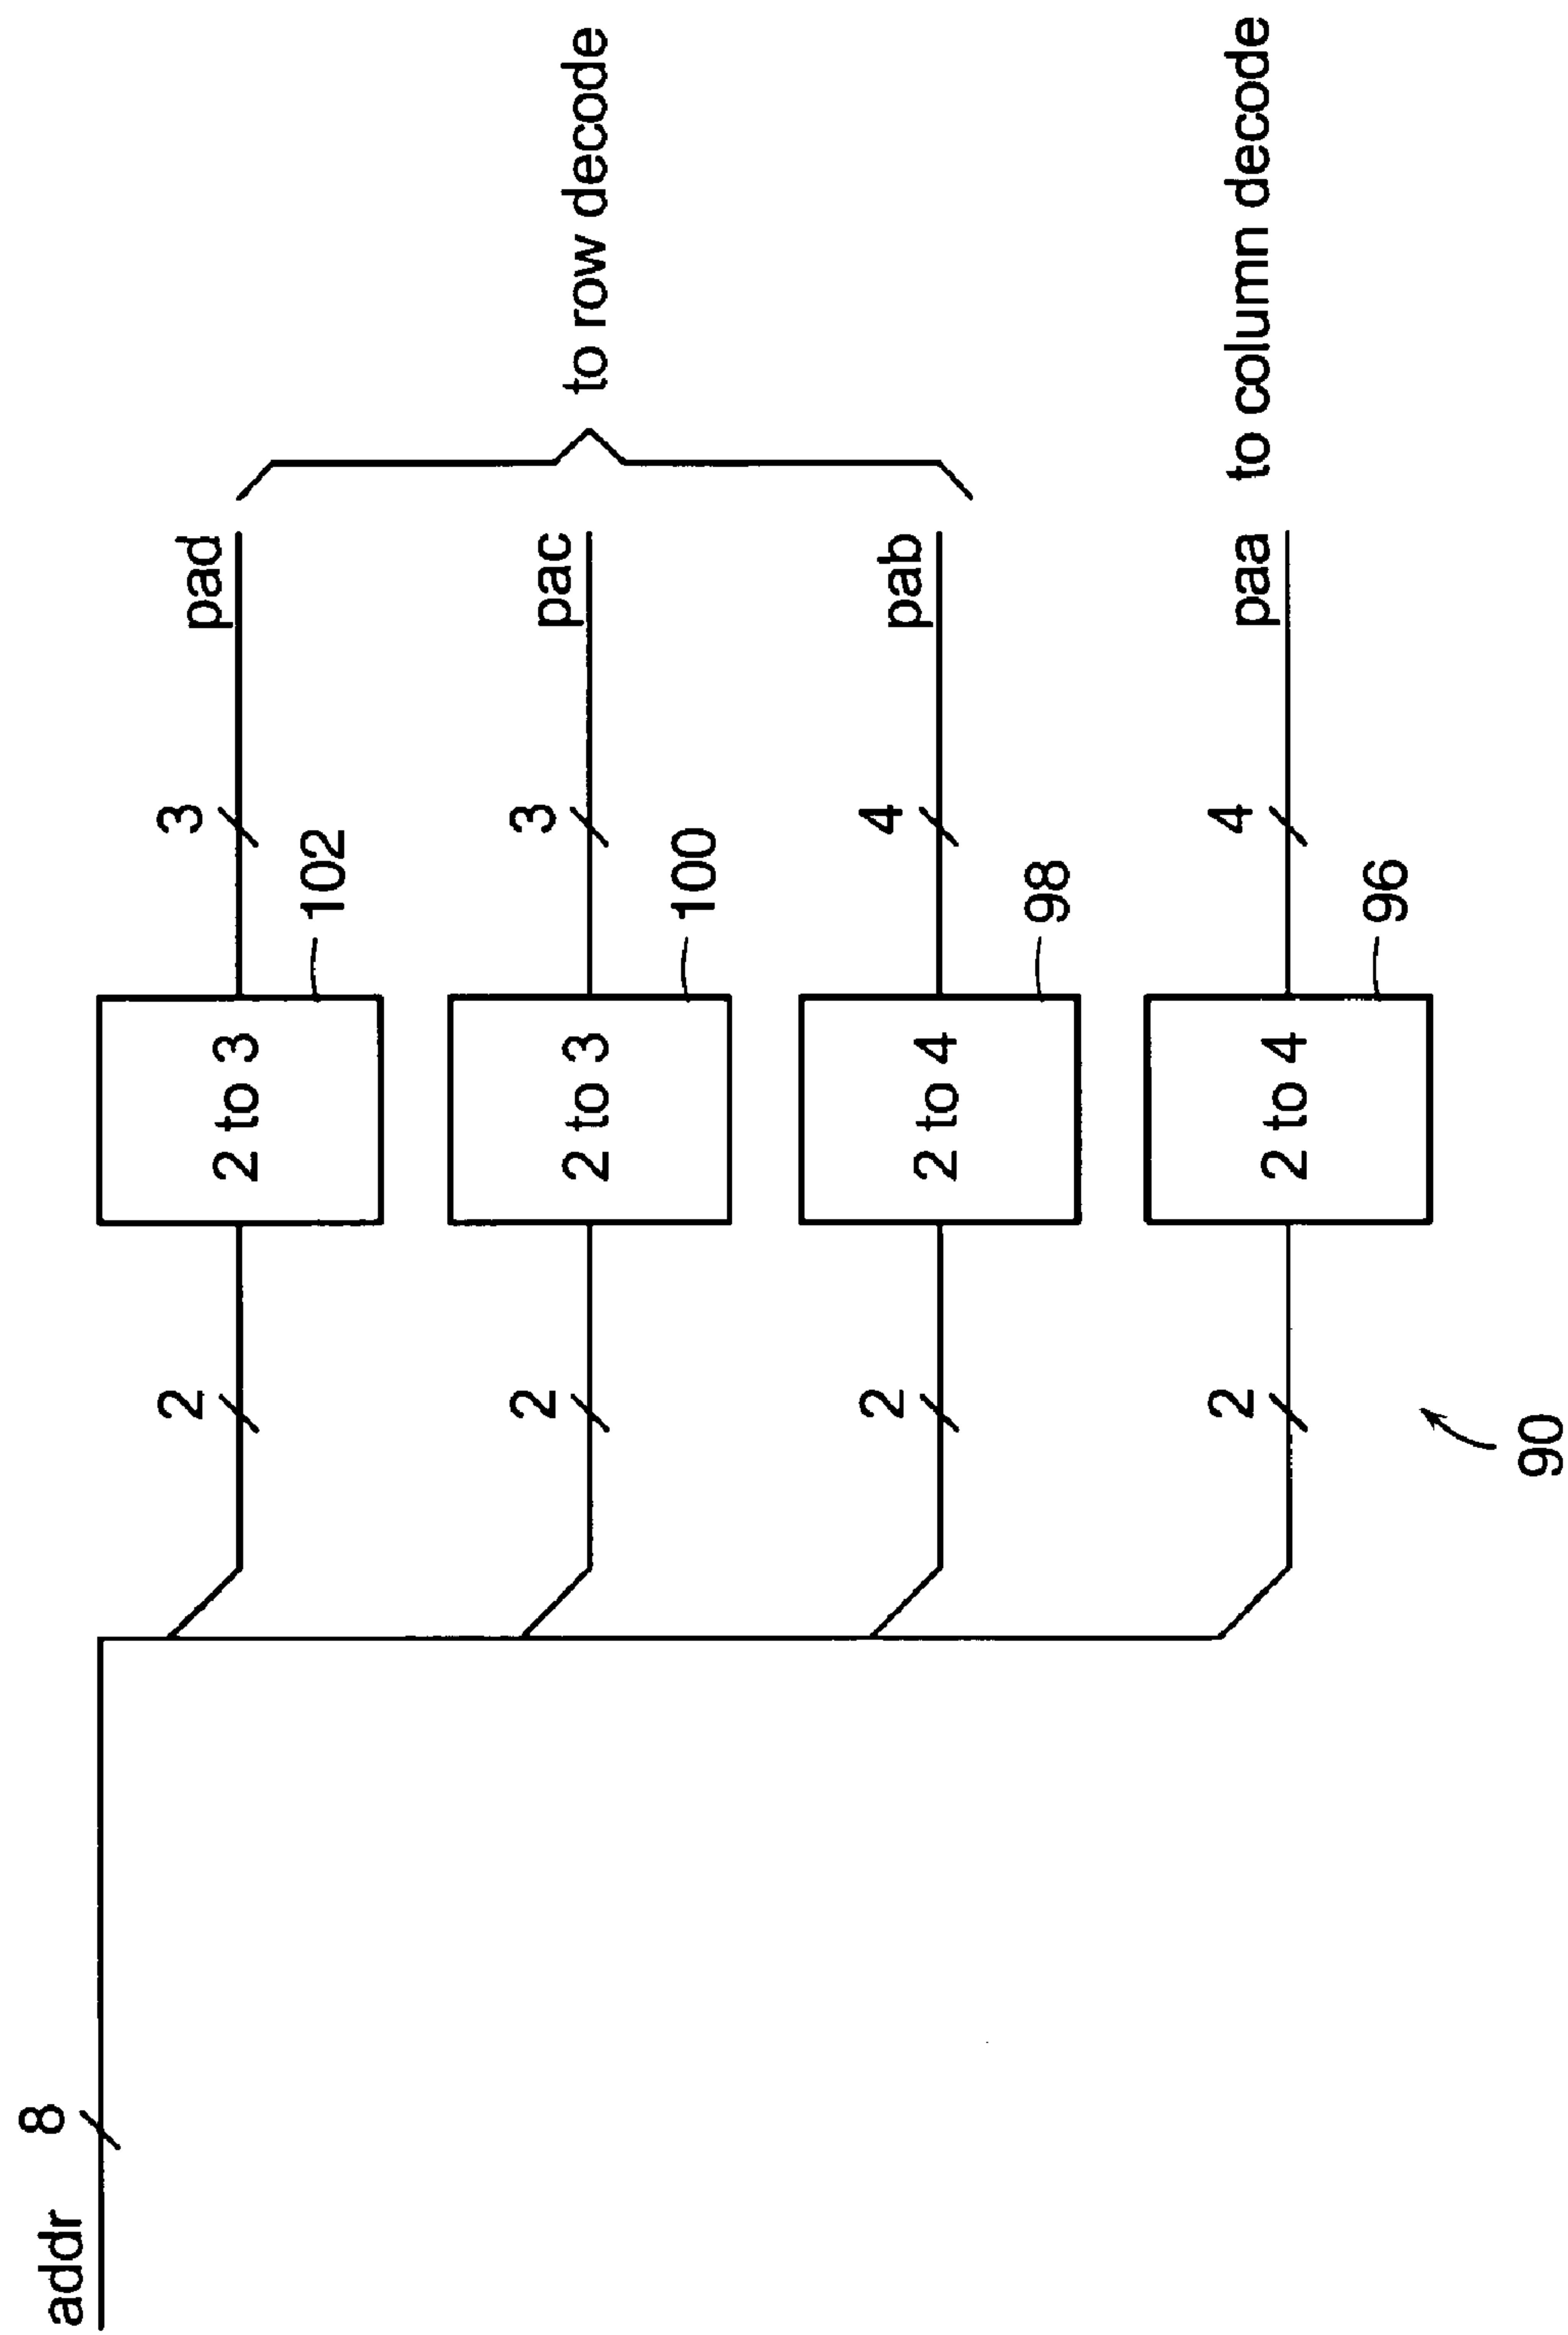 addr 8
2 2 to 3 102 3 pad
2 2 to 3 100 3 pac
to row decode
2 2 to 4 98 4 pab
2 2 to 4 96 4 paa to column decode
90